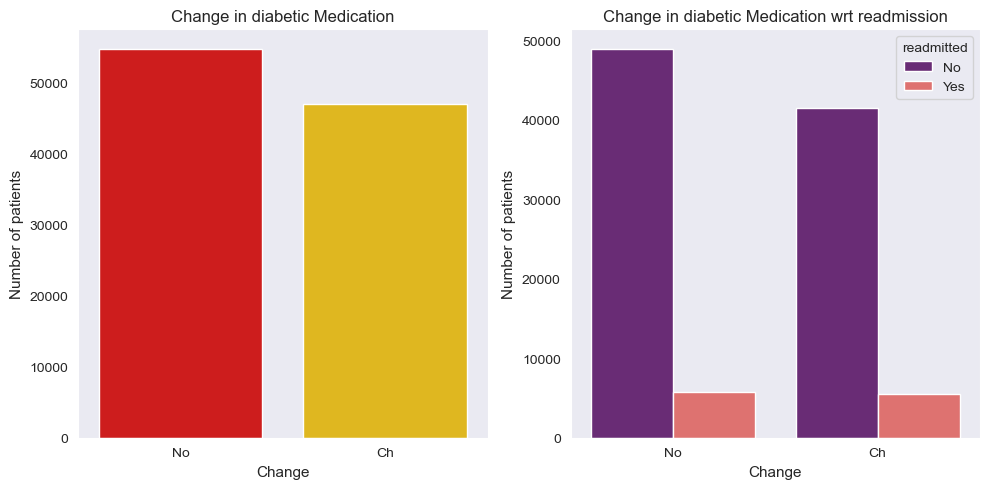 Change in diabetic Medication
Number of patients
50000
40000
30000
20000
10000
0
No
Ch
Change
Change in diabetic Medication wrt readmission
Number of patients
50000
40000
30000
20000
10000
0
readmitted
No
Yes
No
Ch
Change